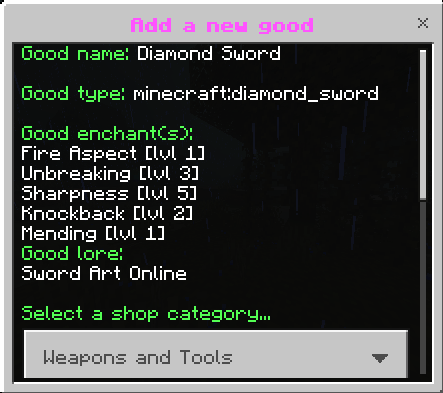 Add a new good
Good name: Diamond Sword
Good type: minecraft:diamond_sword
Good enchant(s):
Fire Aspect [lvl 1]
Unbreaking [lvl 3]
Sharpness [lvl 5]
Knockback [lvl 2]
Mending [lvl 1]
Good lore:
Sword Art Online
Select a shop category...
Weapons and Tools